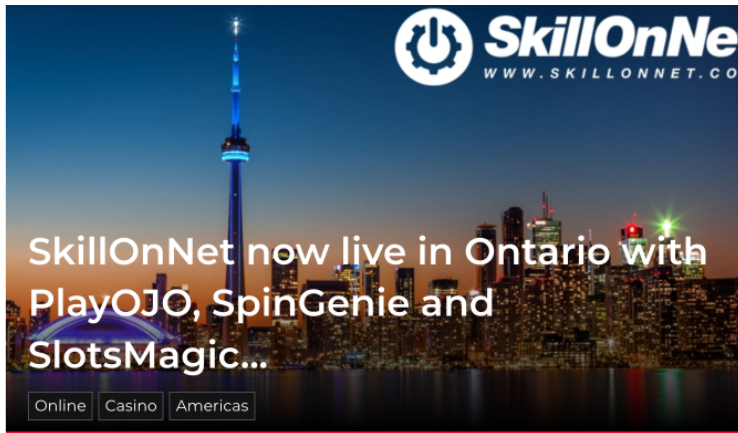 SkillOnNe
WWW.SKILLONNET.CO
SkillOnNet now live in Ontario with
PlayOJO, SpinGenie and
SlotsMagic...
Online Casino Americas